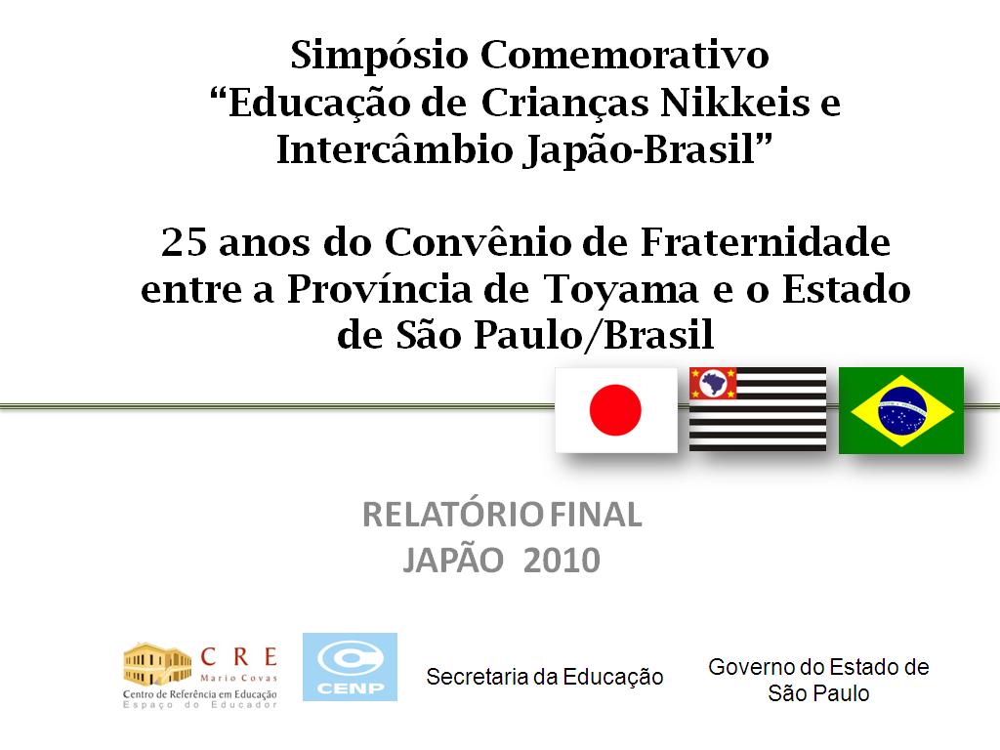 Simpósio Comemorativo
“Educação de Crianças Nikkeis e
Intercâmbio Japão-Brasil”
25 anos do Convênio de Fraternidade
entre a Província de Toyama e o Estado
de São Paulo/Brasil
RELATÓRIO FINAL
JAPÃO 2010
CRE
Mario Covas
Centro de Referência em Educação
Espaço do Educador
CENP
Secretaria da Educação
Governo do Estado de
São Paulo